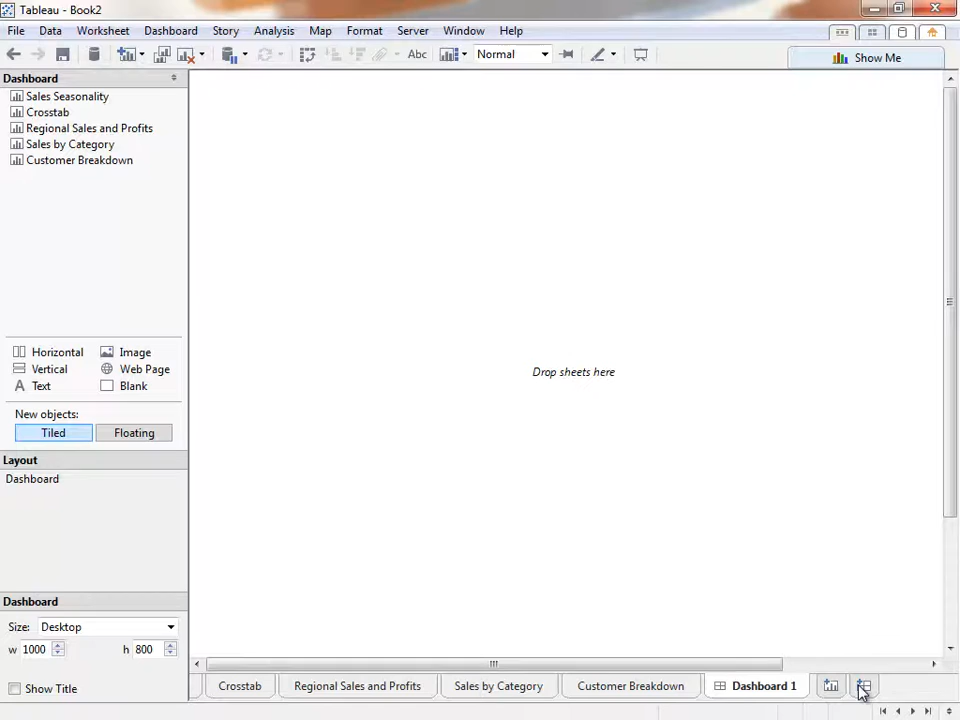 Tableau - Book2
File Data Worksheet Dashboard Story Analysis Map Format Server Window Help
Abc Normal Show Me
Dashboard
Sales Seasonality
Crosstab
Regional Sales and Profits
Sales by Category
Customer Breakdown
Drop sheets here
Horizontal Image
Vertical Web Page
A Text Blank
New objects:
Tiled Floating
Layout
Dashboard
Dashboard
Size: Desktop
w 1000 h 800
Show Title
Crosstab Regional Sales and Profits Sales by Category Customer Breakdown Dashboard 1